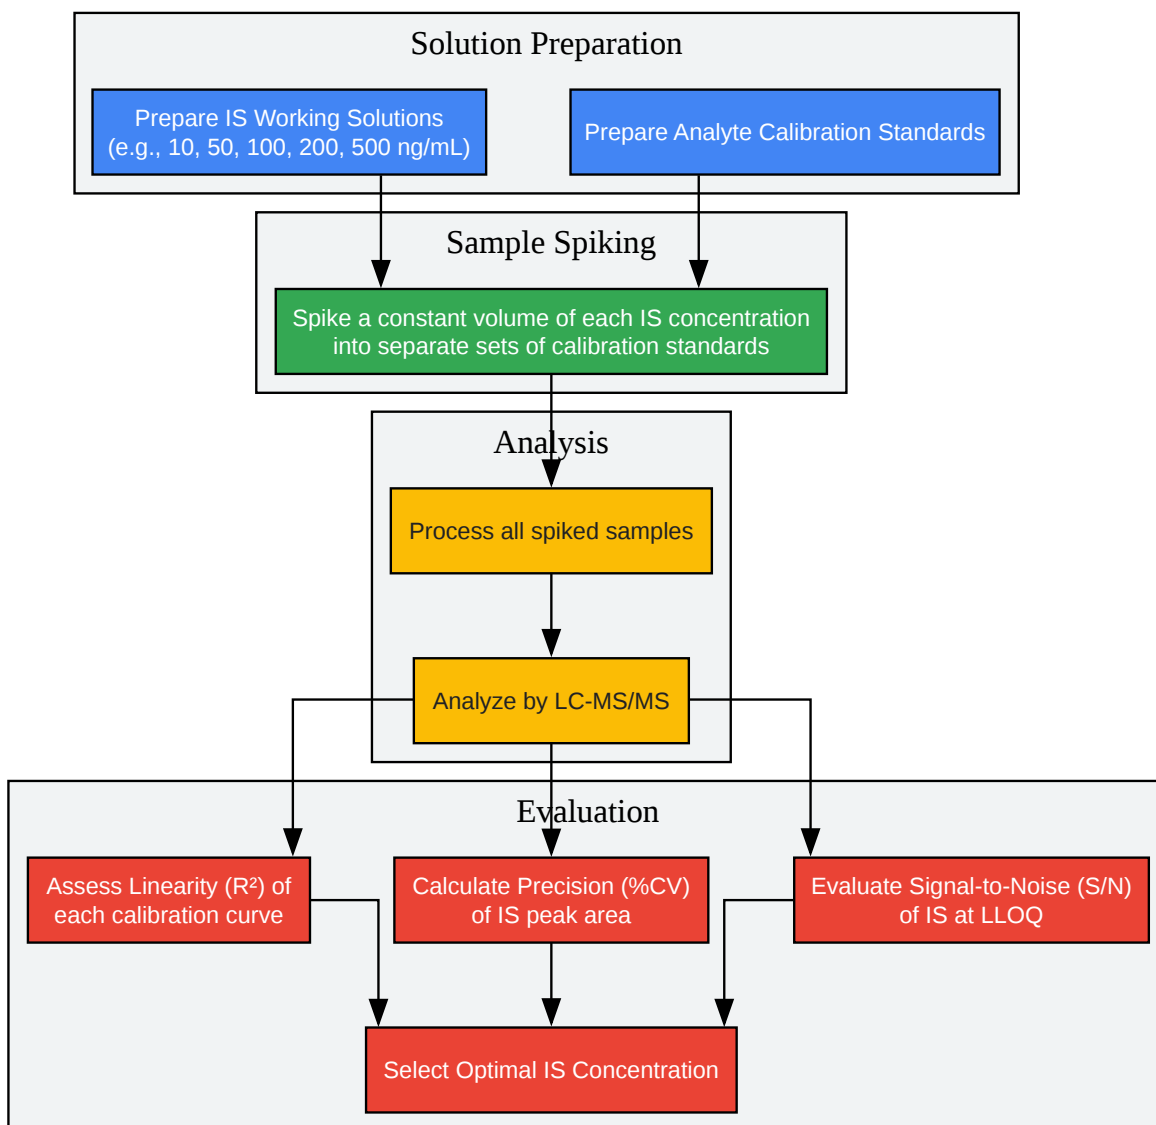 Solution Preparation
Prepare IS Working Solutions
(e.g., 10, 50, 100, 200, 500 ng/mL)
Prepare Analyte Calibration Standards
Sample Spiking
Spike a constant volume of each IS concentration
into separate sets of calibration standards
Analysis
Process all spiked samples
Analyze by LC-MS/MS
Evaluation
Assess Linearity (R²) of
each calibration curve
Calculate Precision (%CV)
of IS peak area
Evaluate Signal-to-Noise (S/N)
of IS at LLOQ
Select Optimal IS Concentration